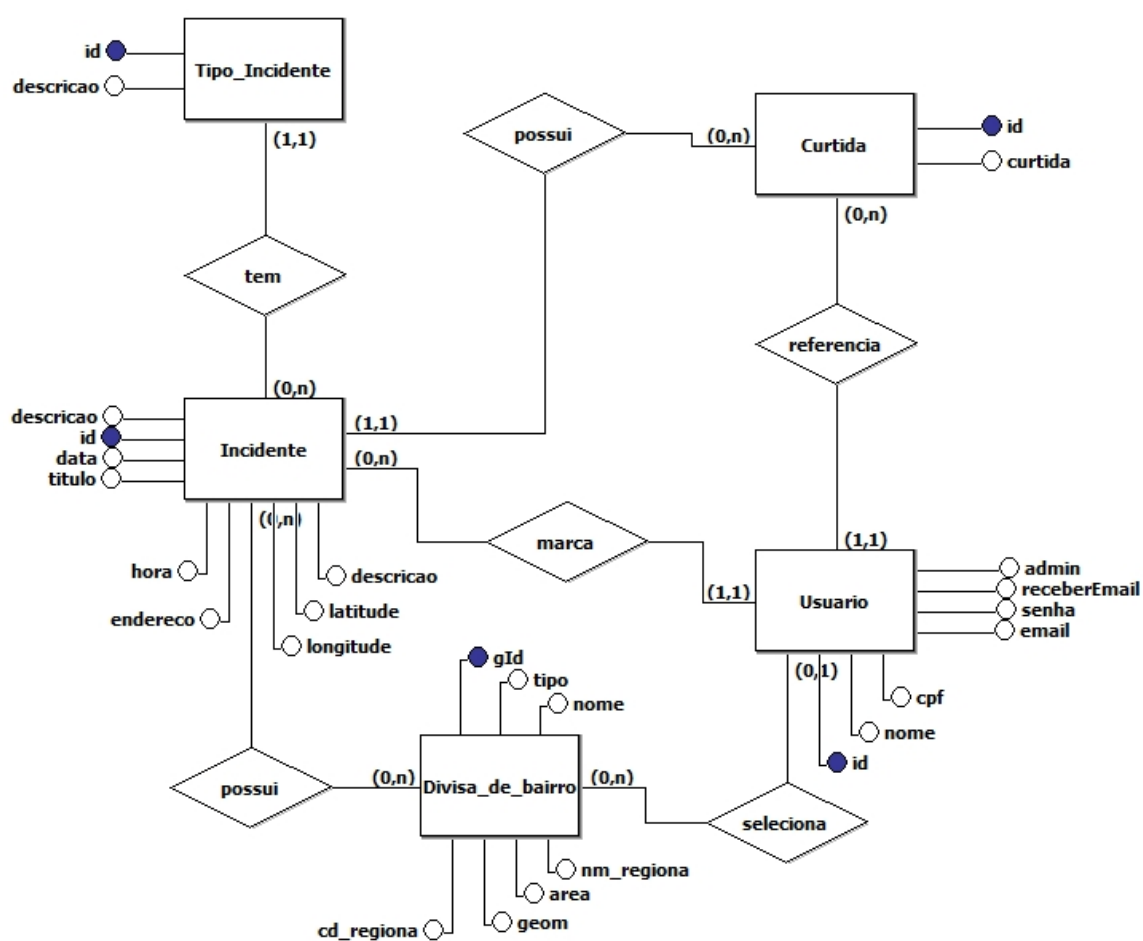 id
descricao
Tipo_Incidente
(1,1)
tem
(0,n)
possui
(0,n)
Curtida
id
curtida
(0,n)
referencia
(1,1)
descricao
id
data
titulo
Incidente
(1,1)
(0,n)
(0,n)
hora
endereco
descricao
latitude
longitude
marca
(1,1)
Usuario
admin
receberEmail
senha
email
(0,1)
cpf
nome
id
gId
tipo
nome
possui
(0,n)
Divisa_de_bairro
(0,n)
seleciona
nm_regiona
area
geom
cd_regiona